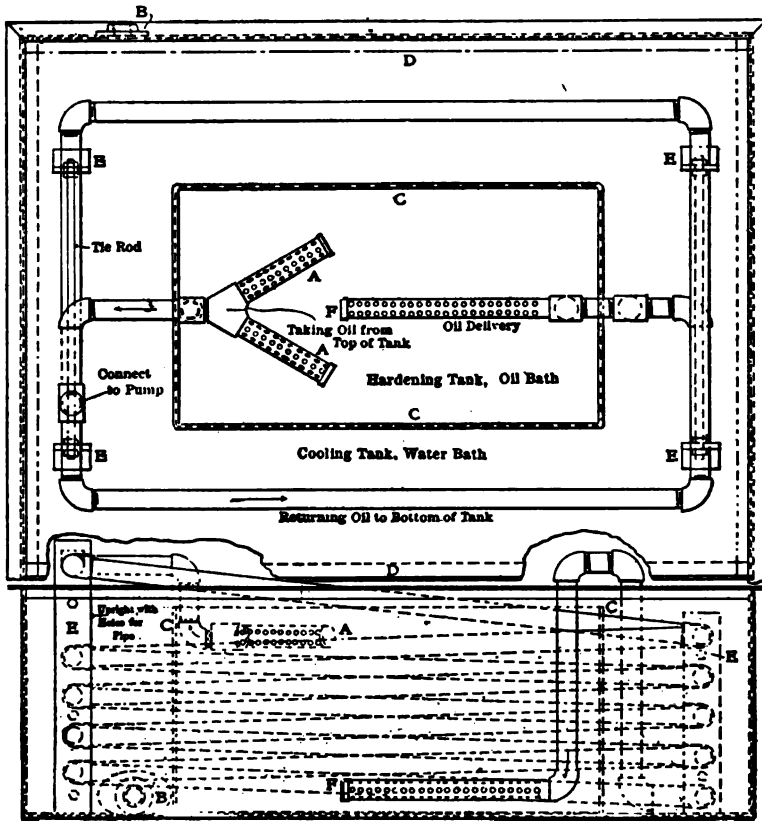 B
D
E
E
C
Tie Rod
A
F
Taking Oil from
Top of Tank
Oil Delivery
A
Connect
to Pump
Hardening Tank, Oil Bath
C
E
Cooling Tank, Water Bath
E
Returning Oil to Bottom of Tank
D
Upright with
Holes for
Pipe
E
C
A
C
E
F
B